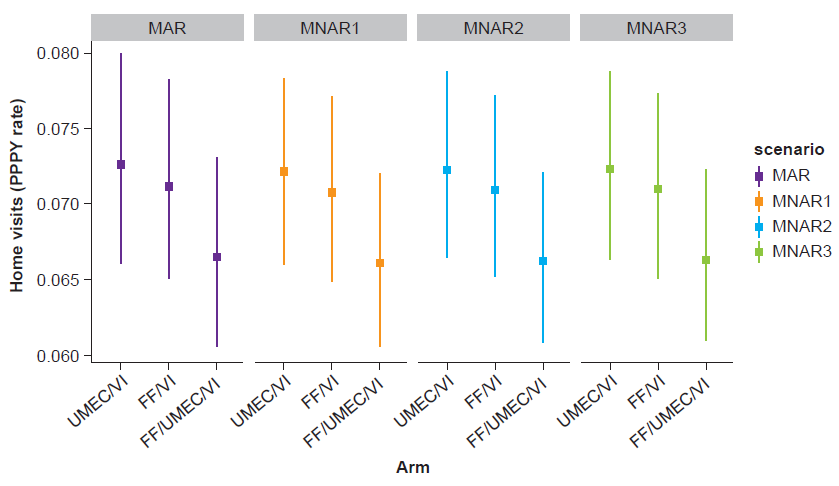 MAR MNAR1 MNAR2 MNAR3
Home visits (PPPY rate)
0.080
0.075
0.070
0.065
0.060
UMEC/VI FF/VI FF/UMEC/VI UMEC/VI FF/VI FF/UMEC/VI UMEC/VI FF/VI FF/UMEC/VI UMEC/VI FF/VI FF/UMEC/VI
Arm
scenario
MAR
MNAR1
MNAR2
MNAR3